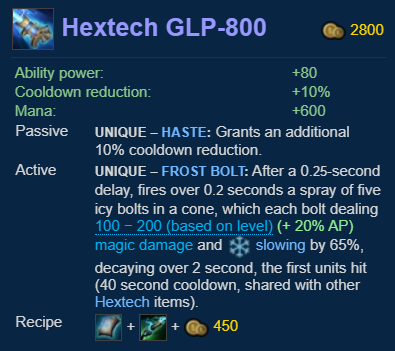 Hextech GLP-800 2800
Ability power: +80
Cooldown reduction: +10%
Mana: +600
Passive UNIQUE – HASTE: Grants an additional
10% cooldown reduction.
Active UNIQUE – FROST BOLT: After a 0.25-second
delay, fires over 0.2 seconds a spray of five
icy bolts in a cone, which each bolt dealing
100 − 200 (based on level) (+ 20% AP)
magic damage and slowing by 65%,
decaying over 2 second, the first units hit
(40 second cooldown, shared with other
Hextech items).
Recipe + + 450